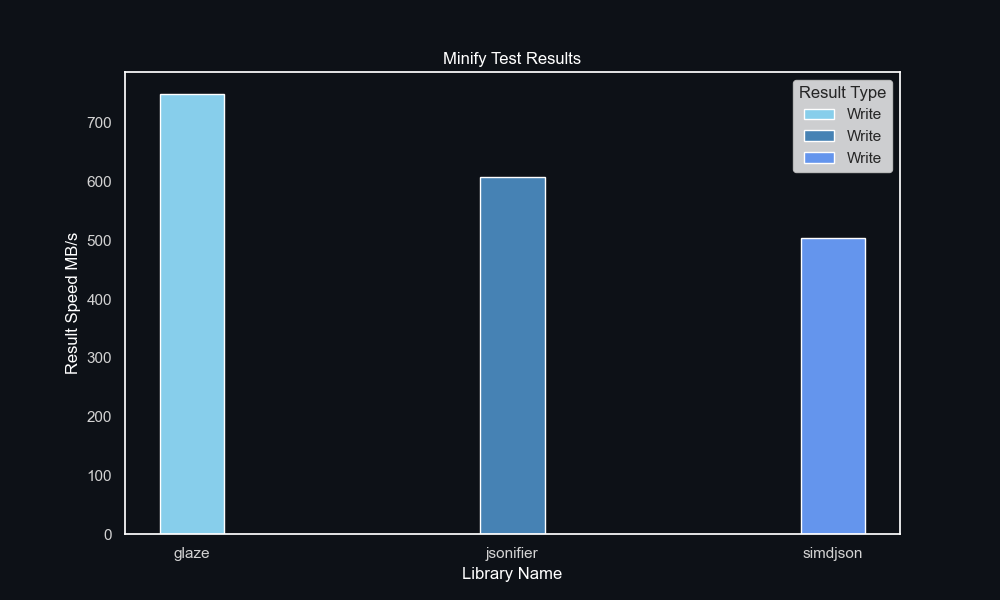 Minify Test Results
Result Type
Write
Write
Write
Result Speed MB/s
700
600
500
400
300
200
100
0
glaze
jsonifier
simdjson
Library Name